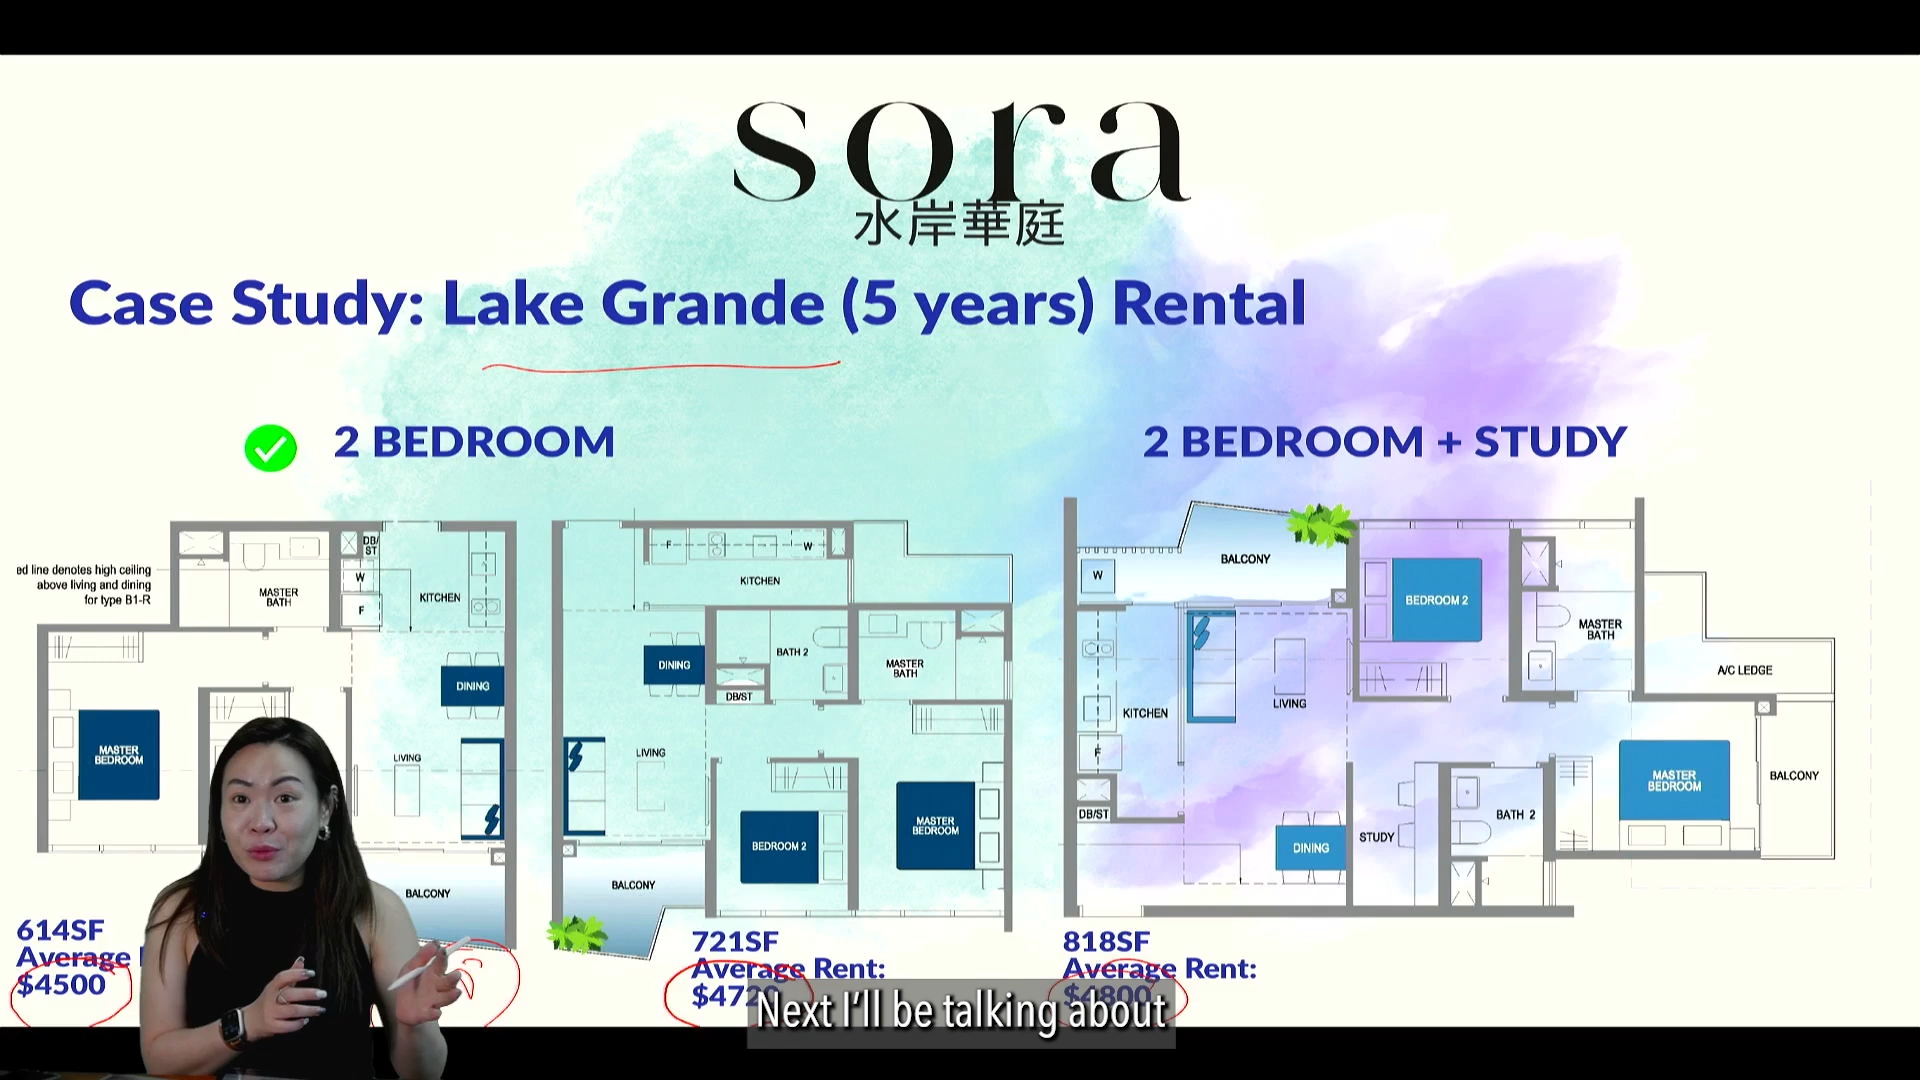 sora
水岸華庭
Case Study: Lake Grande (5 years) Rental
2 BEDROOM
2 BEDROOM + STUDY
ed line denotes high ceiling
above living and dining
for type B1-R
MASTER
BATH
DB/
ST
W
F
KITCHEN
DINING
MASTER
BEDROOM
LIVING
BALCONY
614SF
Average
$4500
F
W
KITCHEN
DINING
BATH 2
MASTER
BATH
DB/ST
LIVING
BEDROOM 2
MASTER
BEDROOM
BALCONY
721SF
Average Rent:
$4720
BALCONY
W
BEDROOM 2
MASTER
BATH
A/C LEDGE
KITCHEN
LIVING
F
DB/ST
DINING
STUDY
BATH 2
MASTER
BEDROOM
BALCONY
818SF
Average Rent:
$4800
Next I'll be talking about